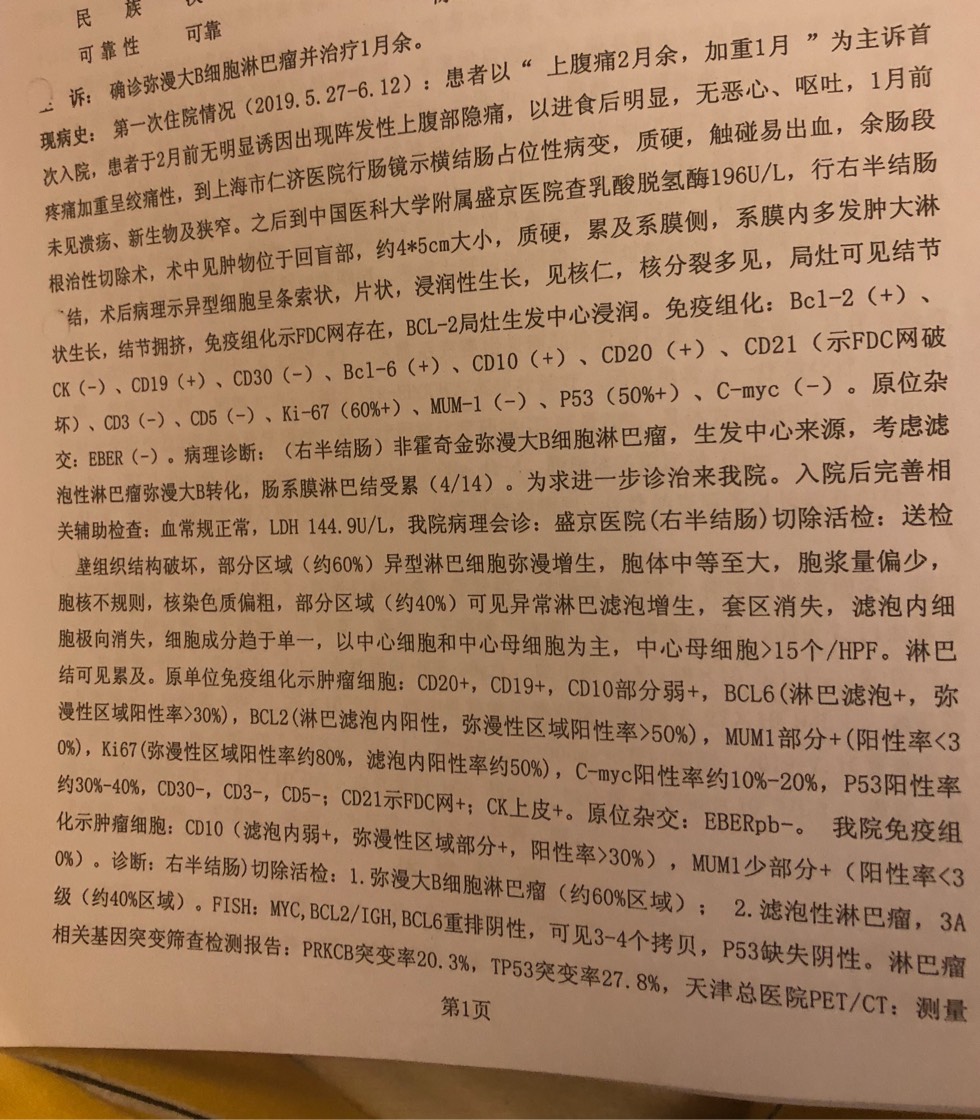 民 族
可靠性 可靠
诉: 确诊弥漫大B细胞淋巴瘤并治疗1月余。
现病史: 第一次住院情况(2019.5.27-6.12): 患者以“ 上腹痛2月余, 加重1月 ”为主诉首
次入院, 患者于2月前无明显诱因出现阵发性上腹部隐痛, 以进食后明显, 无恶心、呕吐, 1月前
疼痛加重呈绞痛性, 到上海市仁济医院行肠镜示横结肠占位性病变, 质硬, 触碰易出血, 余肠段
未见溃疡、新生物及狭窄。之后到中国医科大学附属盛京医院查乳酸脱氢酶196U/L, 行右半结肠
根治性切除术, 术中见肿物位于回盲部, 约4*5cm大小, 质硬, 累及系膜侧, 系膜内多发肿大淋
结, 术后病理示异型细胞呈条索状, 片状, 浸润性生长, 见核仁, 核分裂多见, 局灶可见结节
状生长, 结节拥挤, 免疫组化示FDC网存在, BCL-2局灶生发中心浸润。免疫组化: Bcl-2(+)、
CK(-)、CD19(+)、CD30(-)、Bcl-6(+)、CD10(+)、CD20(+)、CD21(示FDC网破
坏)、CD3(-)、CD5(-)、Ki-67(60%+)、MUM-1(-)、P53(50%+)、C-myc(-)。原位杂
交: EBER(-)。病理诊断: (右半结肠)非霍奇金弥漫大B细胞淋巴瘤, 生发中心来源, 考虑滤
泡性淋巴瘤弥漫大B转化, 肠系膜淋巴结受累(4/14)。为求进一步诊治来我院。入院后完善相
关辅助检查: 血常规正常, LDH 144.9U/L, 我院病理会诊: 盛京医院(右半结肠)切除活检: 送检
壁组织结构破坏, 部分区域(约60%)异型淋巴细胞弥漫增生, 胞体中等至大, 胞浆量偏少,
胞核不规则, 核染色质偏粗, 部分区域(约40%)可见异常淋巴滤泡增生, 套区消失, 滤泡内细
胞极向消失, 细胞成分趋于单一, 以中心细胞和中心母细胞为主, 中心母细胞>15个/HPF。淋巴
结可见累及。原单位免疫组化示肿瘤细胞: CD20+, CD19+, CD10部分弱+, BCL6(淋巴滤泡+, 弥
漫性区域阳性率>30%), BCL2(淋巴滤泡内阳性, 弥漫性区域阳性率>50%), MUM1部分+(阳性率<3
0%), Ki67(弥漫性区域阳性率约80%, 滤泡内阳性率约50%), C-myc阳性率约10%-20%, P53阳性率
约30%-40%, CD30-, CD3-, CD5-; CD21示FDC网+; CK上皮+。原位杂交: EBERpb-。 我院免疫组
化示肿瘤细胞: CD10(滤泡内弱+, 弥漫性区域部分+, 阳性率>30%), MUM1少部分+(阳性率<3
0%)。诊断: 右半结肠)切除活检: 1.弥漫大B细胞淋巴瘤(约60%区域); 2.滤泡性淋巴瘤, 3A
级(约40%区域)。FISH: MYC,BCL2/IGH,BCL6重排阴性, 可见3-4个拷贝, P53缺失阴性。淋巴瘤
相关基因突变筛查检测报告: PRKCB突变率20.3%, TP53突变率27.8%, 天津总医院PET/CT: 测量
第1页